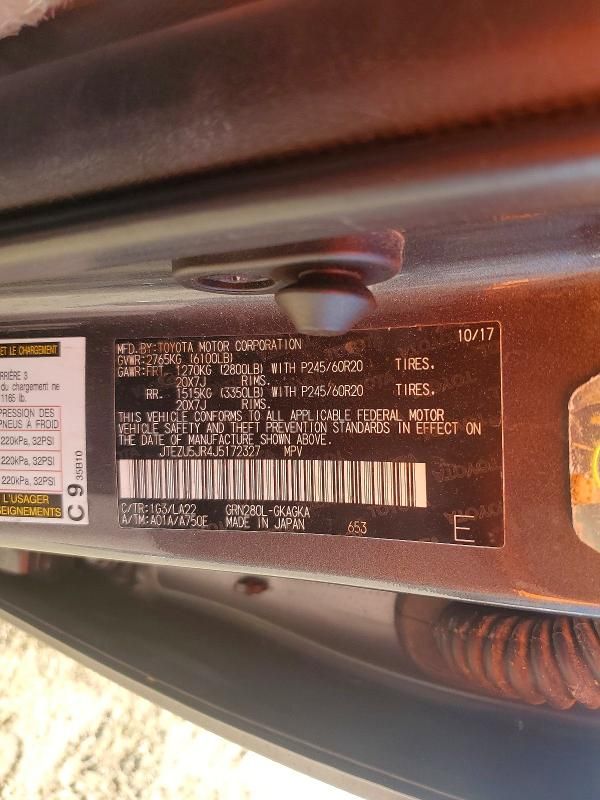 MFD.BY:TOYOTA MOTOR CORPORATION 10/17
GVWR:2765KG (6100LB)
GAWR:FRT. 1270KG (2800LB) WITH P245/60R20 TIRES.
20X7J RIMS.
RR. 1515KG (3350LB) WITH P245/60R20 TIRES.
20X7J RIMS.
THIS VEHICLE CONFORMS TO ALL APPLICABLE FEDERAL MOTOR
VEHICLE SAFETY AND THEFT PREVENTION STANDARDS IN EFFECT ON
THE DATE OF MANUFACTURE SHOWN ABOVE.
JTEZU5JR4J5172327 MPV
C/TR:1G3/LA22 GRN280L-GKAGKA
A/TM:A01A/A750E MADE IN JAPAN 653 E
ET LE CHARGEMENT
RRIÈRE 3
du chargement ne
1165 lb.
PRESSION DES
PNEUS À FROID
220kPa, 32PSI
220kPa, 32PSI
220kPa, 32PSI
L'USAGER
SEIGNEMENTS
C 9 35B10